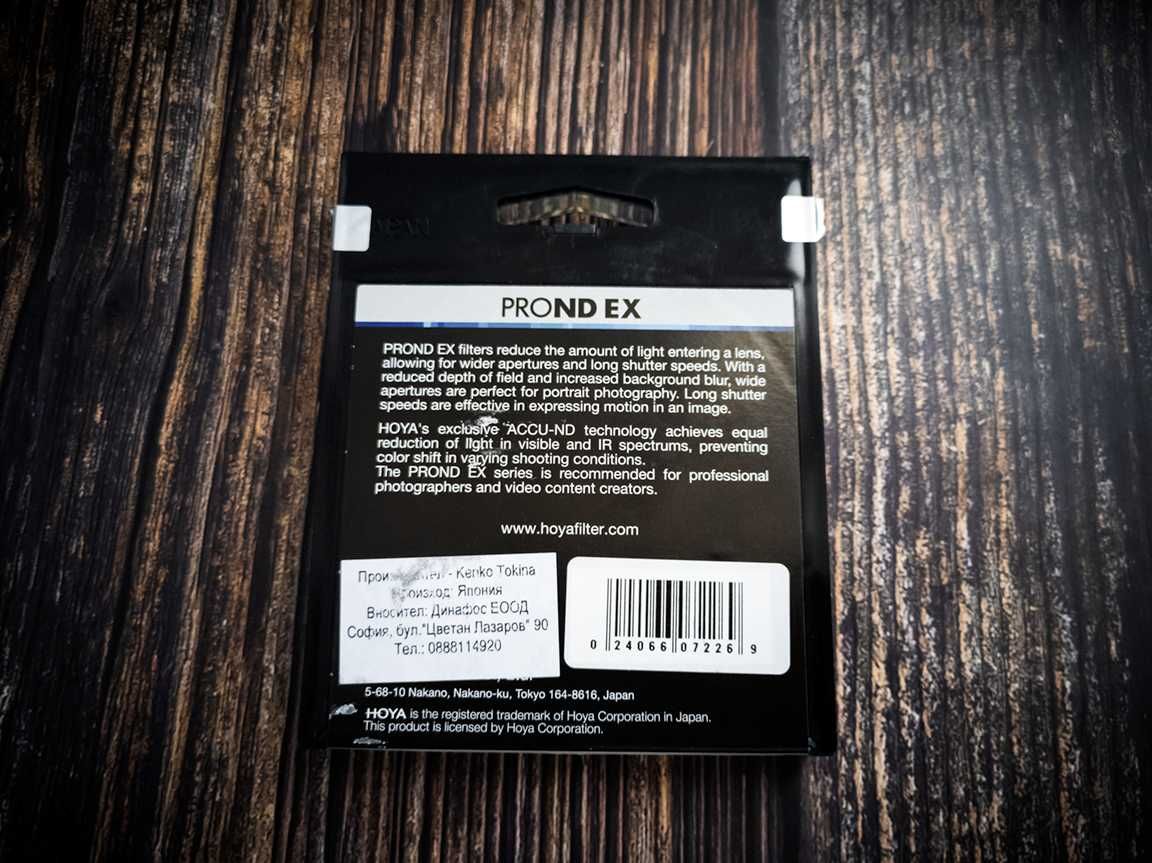 PROND EX
PROND EX filters reduce the amount of light entering a lens,
allowing for wider apertures and long shutter speeds. With a
reduced depth of field and increased background blur, wide
apertures are perfect for portrait photography. Long shutter
speeds are effective in expressing motion in an image.
HOYA's exclusive ACCU-ND technology achieves equal
reduction of light in visible and IR spectrums, preventing
color shift in varying shooting conditions.
The PROND EX series is recommended for professional
photographers and video content creators.
www.hoyafilter.com
- Kenko Tokina
Япония
Вносител: Динафос ЕООД
София, бул."Цветан Лазаров" 90
Тел.: 0888114920
0 24066 07226 9
5-68-10 Nakano, Nakano-ku, Tokyo 164-8616, Japan
HOYA is the registered trademark of Hoya Corporation in Japan.
This product is licensed by Hoya Corporation.